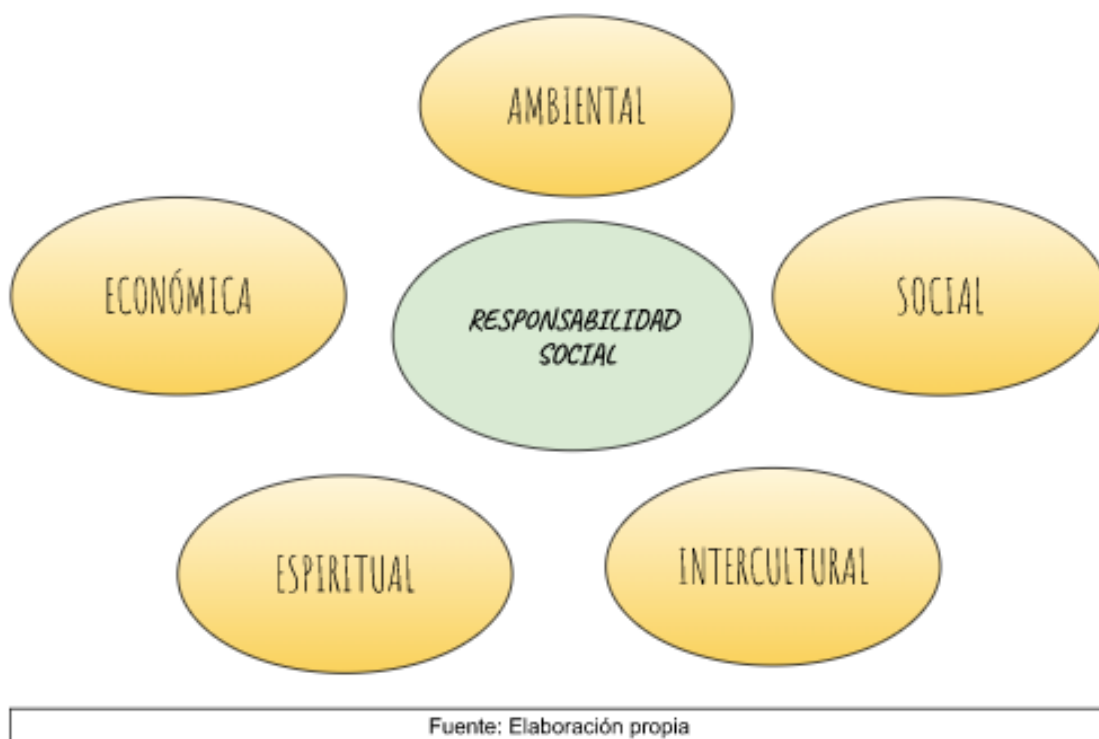 AMBIENTAL
ECONÓMICA
RESPONSABILIDAD
SOCIAL
SOCIAL
ESPIRITUAL
INTERCULTURAL
Fuente: Elaboración propia